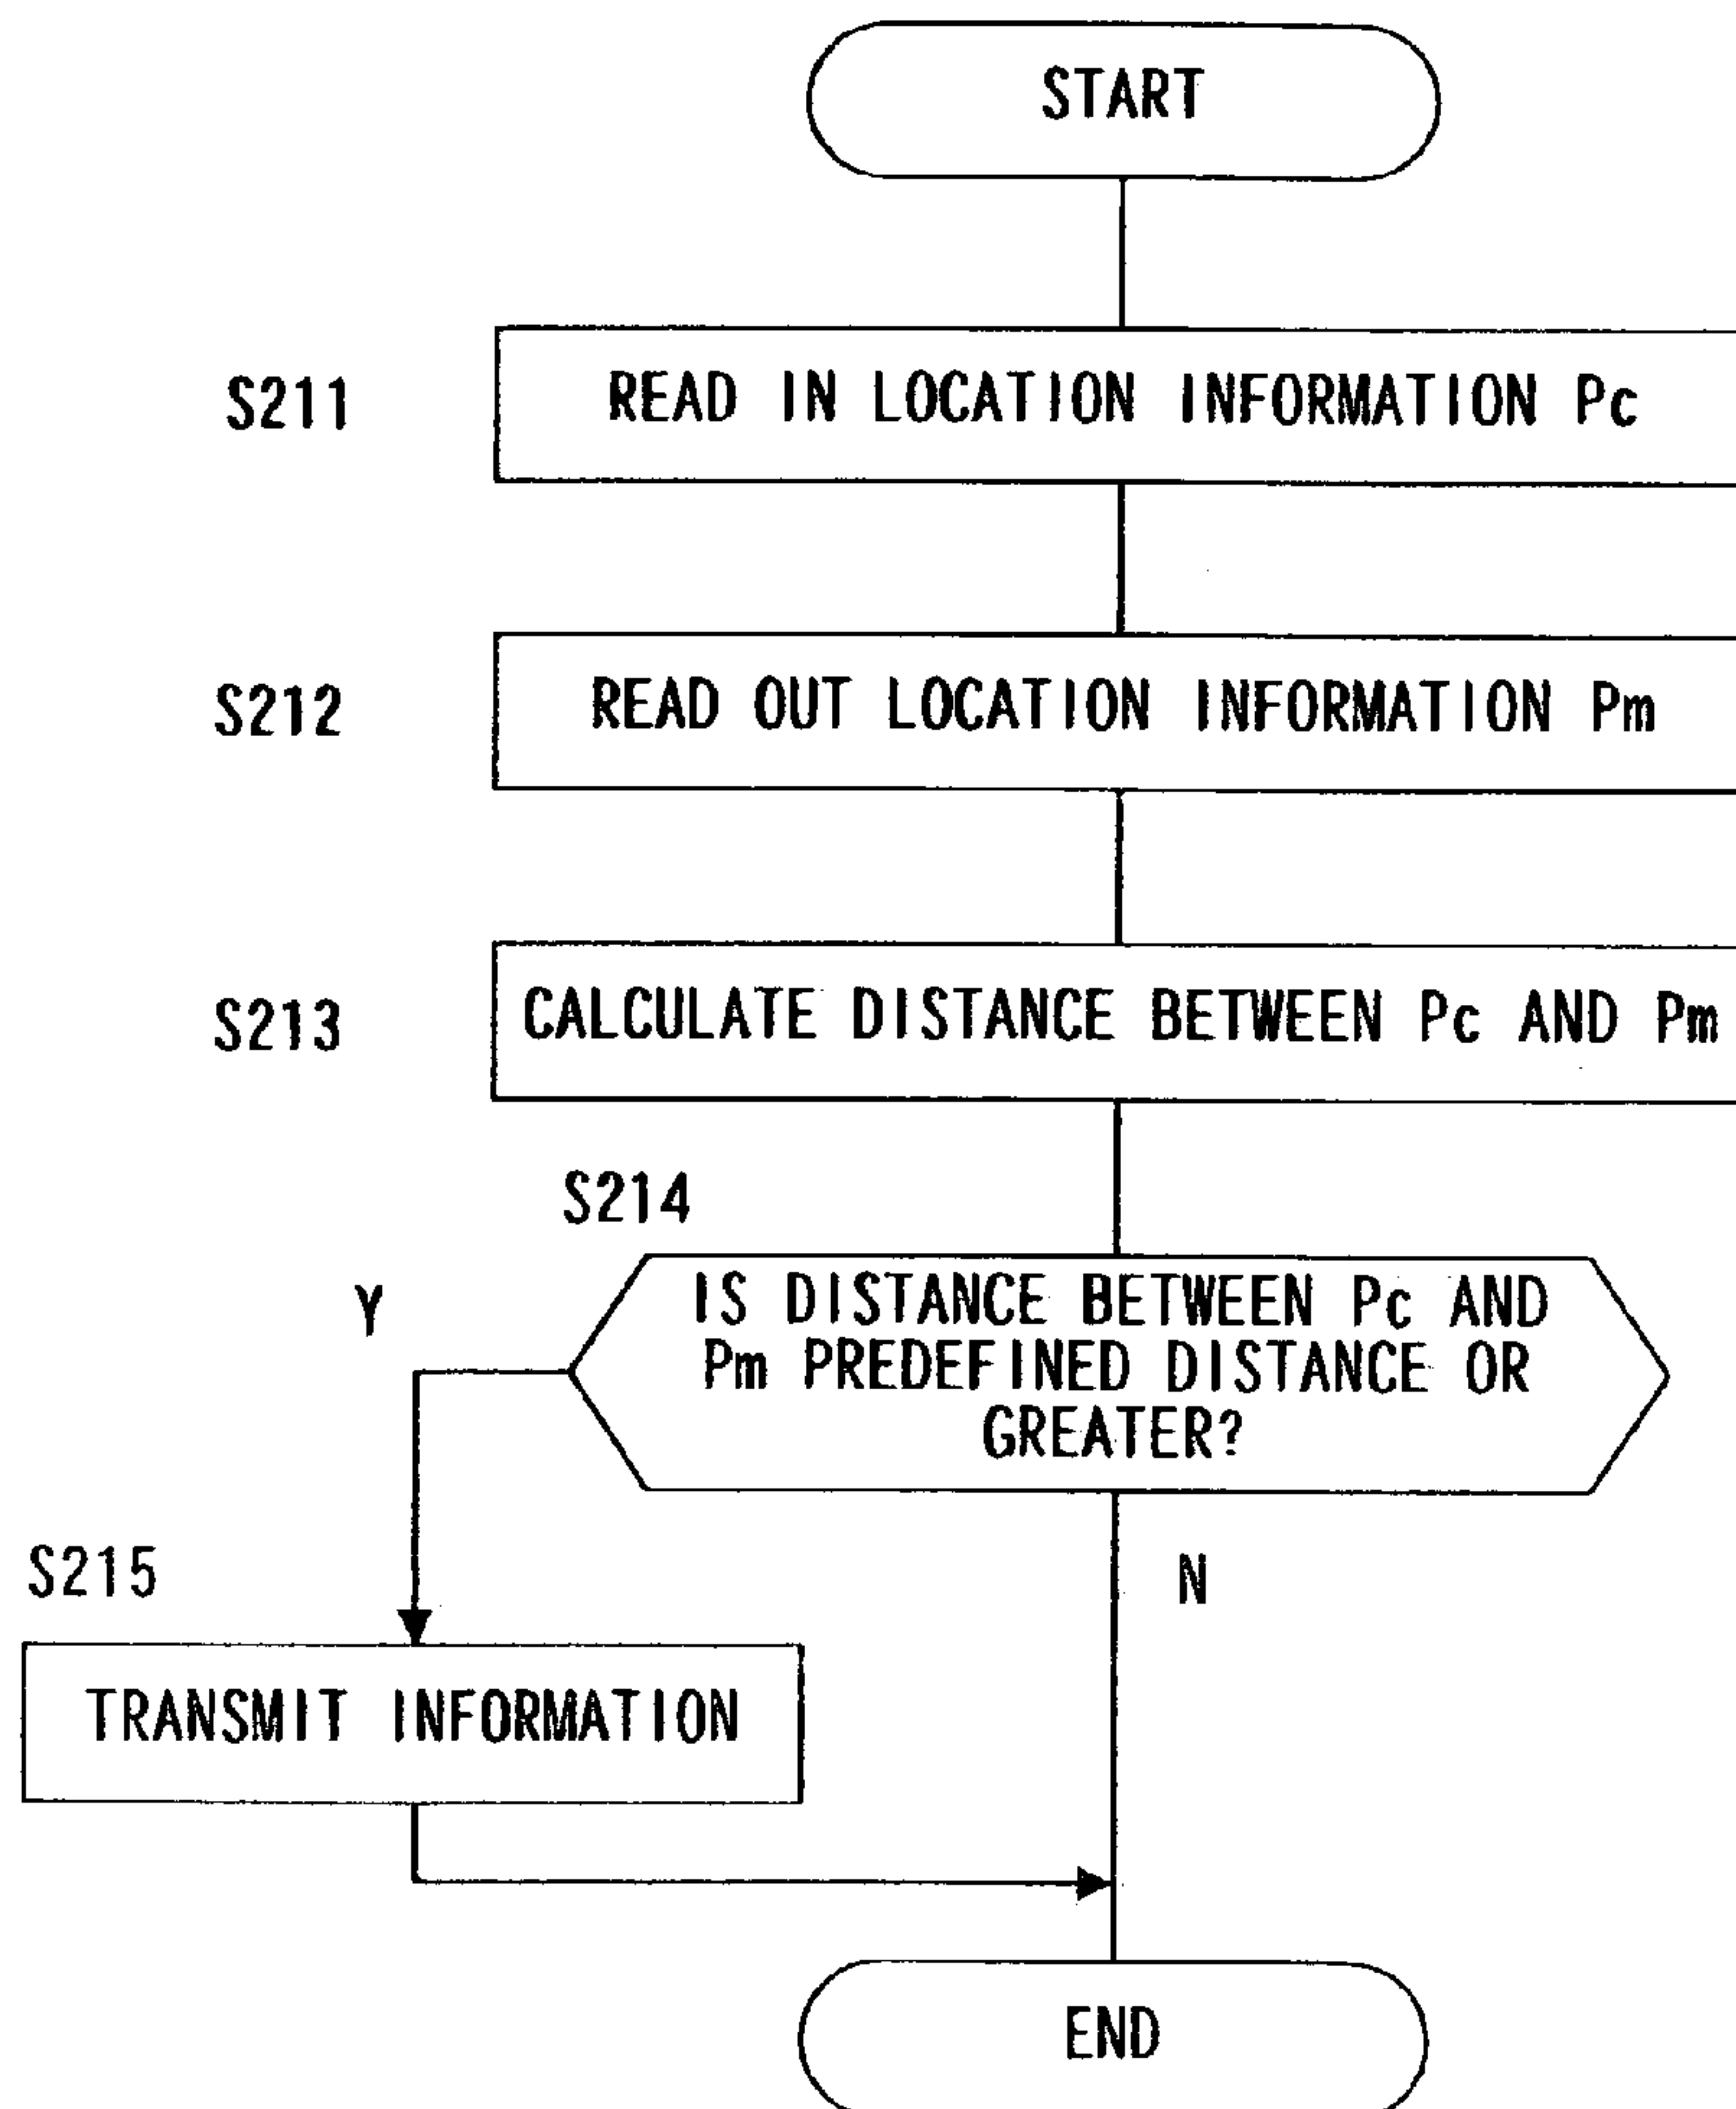 START
S211
READ IN LOCATION INFORMATION Pc
S212
READ OUT LOCATION INFORMATION Pm
S213
CALCULATE DISTANCE BETWEEN Pc AND Pm
S214
Y
IS DISTANCE BETWEEN Pc AND
Pm PREDEFINED DISTANCE OR
GREATER?
S215
N
TRANSMIT INFORMATION
END